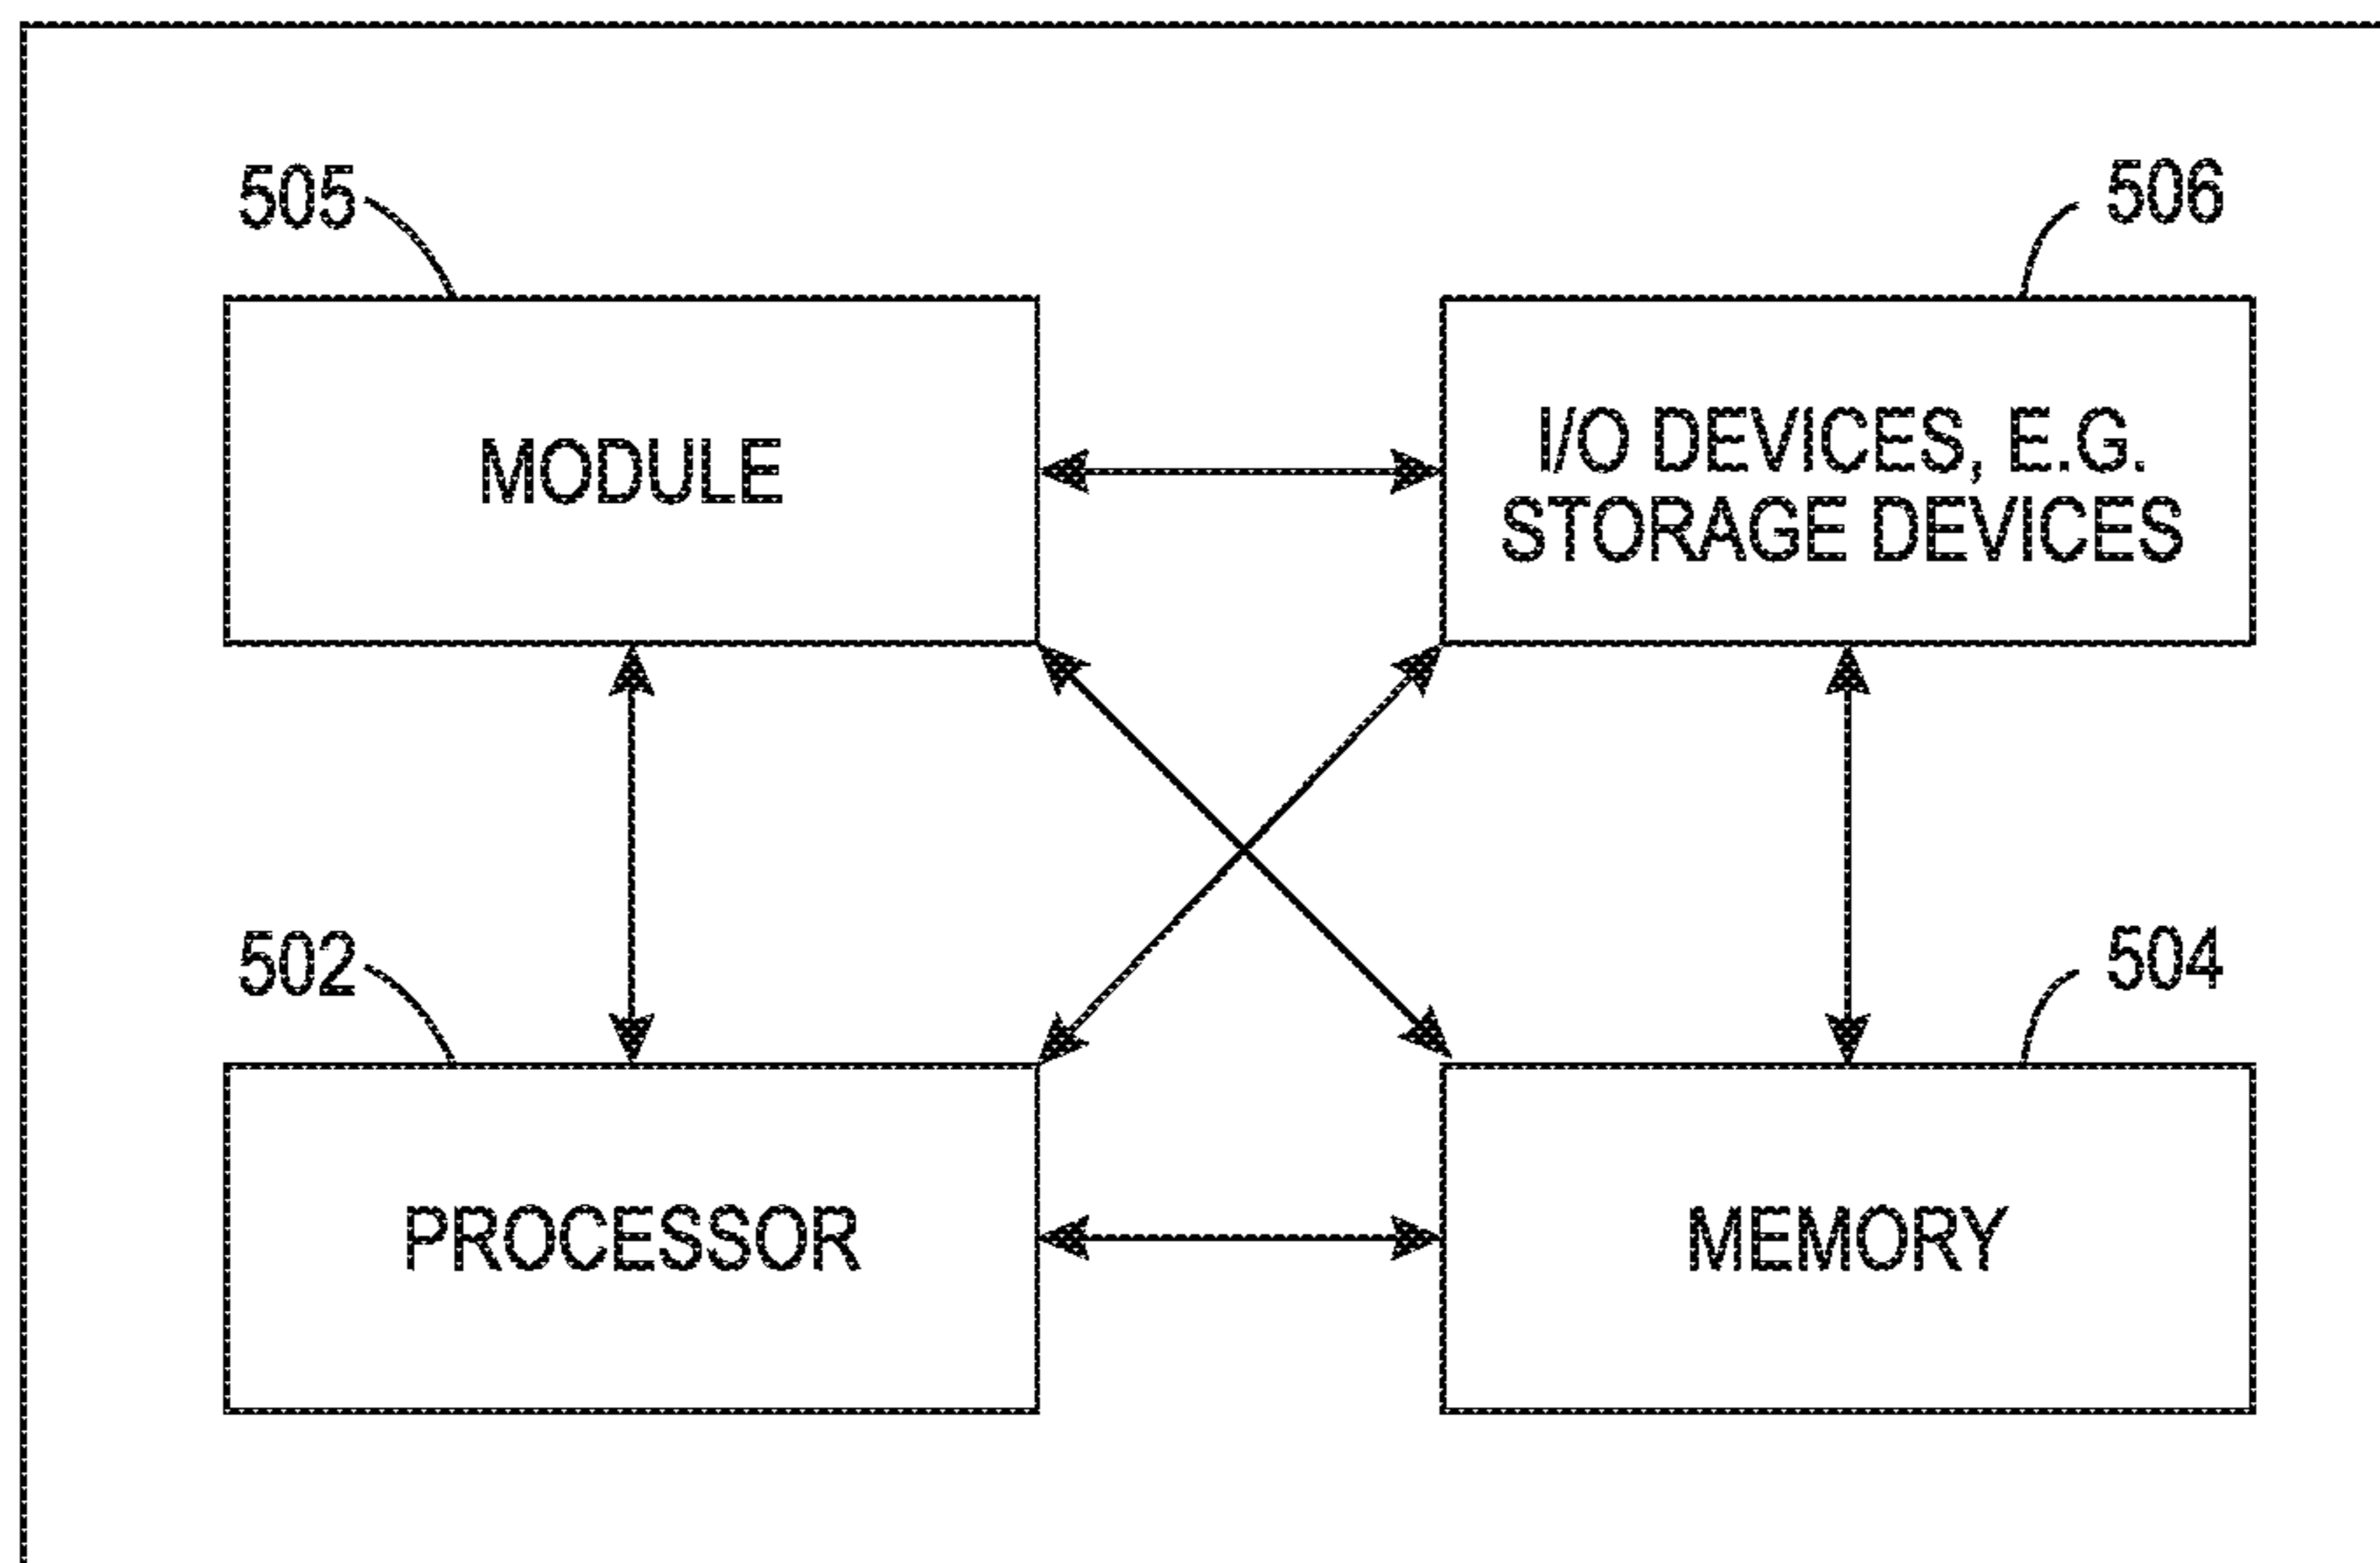 505
506
MODULE
I/O DEVICES, E.G.
STORAGE DEVICES
502
504
PROCESSOR
MEMORY